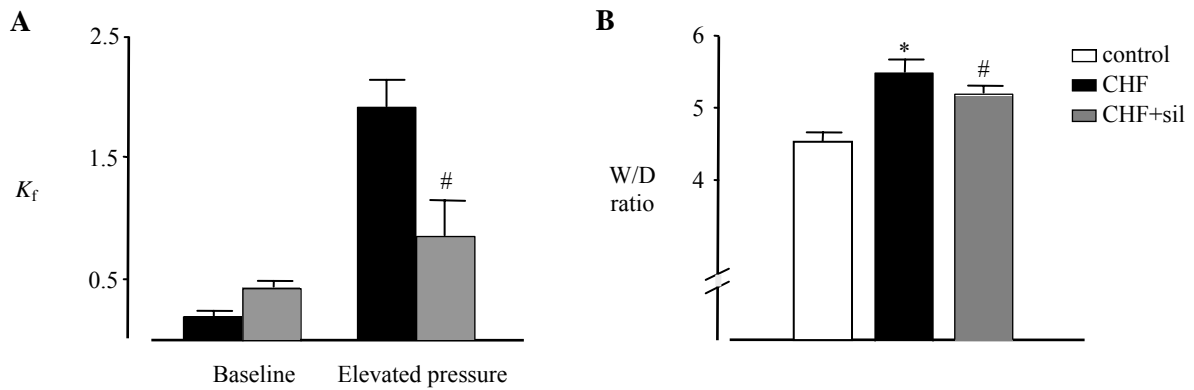 A
2.5
1.5
0.5
Kf
#
Baseline
Elevated pressure
B
6
5
4
W/D
ratio
*
#
control
CHF
CHF+sil